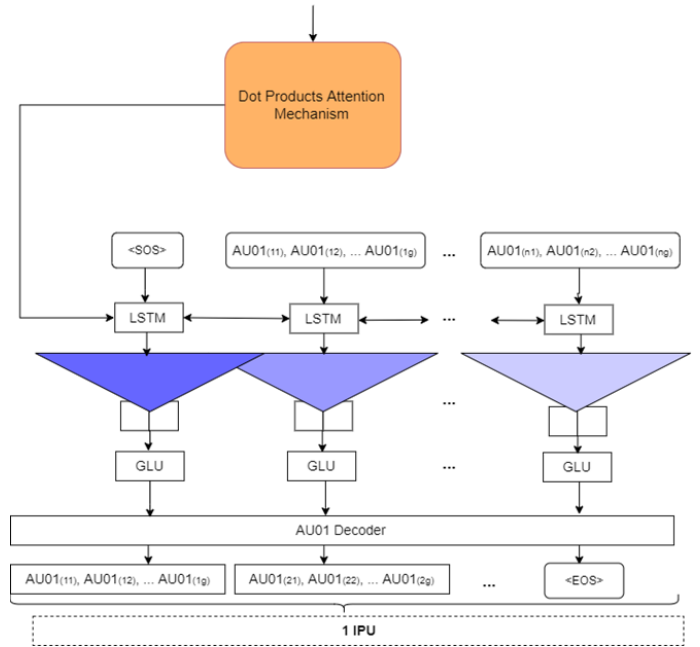 Dot Products Attention
Mechanism
<SOS>
AU01(11), AU01(12), ... AU01(1g)
...
AU01(n1), AU01(n2), ... AU01(ng)
LSTM
LSTM
...
LSTM
...
GLU
GLU
...
GLU
AU01 Decoder
AU01(11), AU01(12), ... AU01(1g)
AU01(21), AU01(22), ... AU01(2g)
...
<EOS>
1 IPU